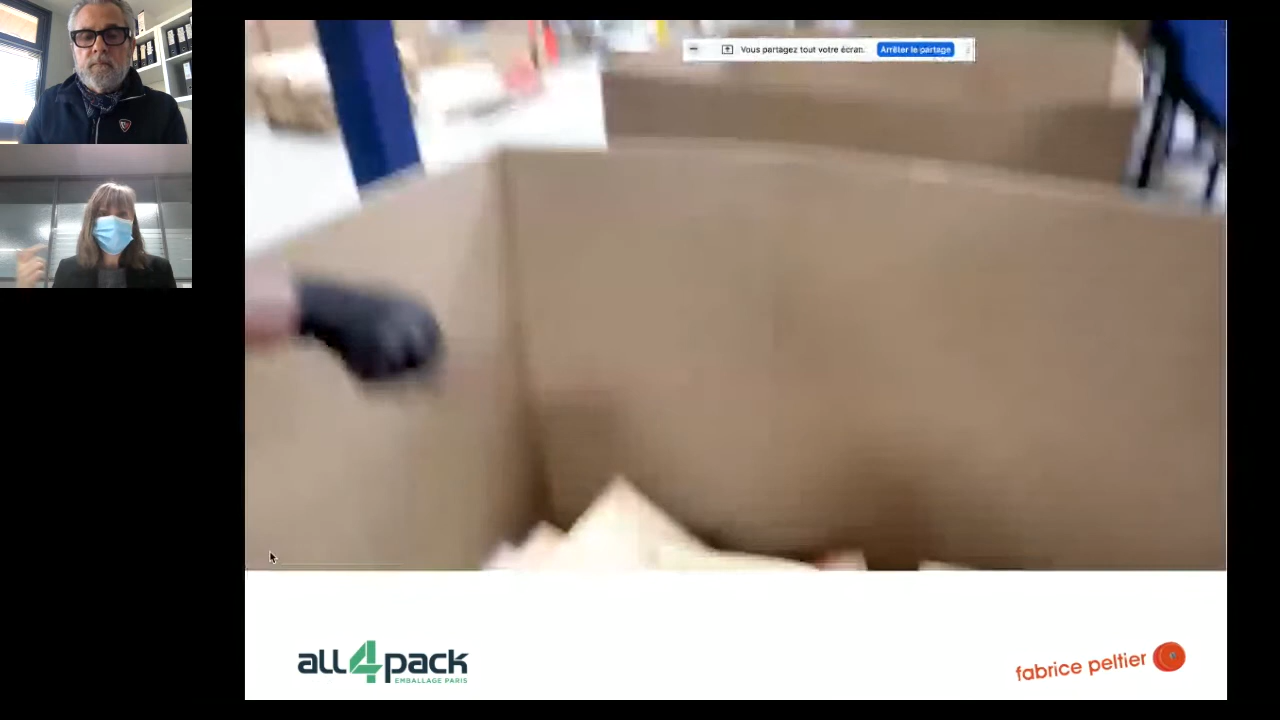 Vous partagez tout votre écran. Arrêter le partage
all4pack
EMBALLAGE PARIS
fabrice peltier